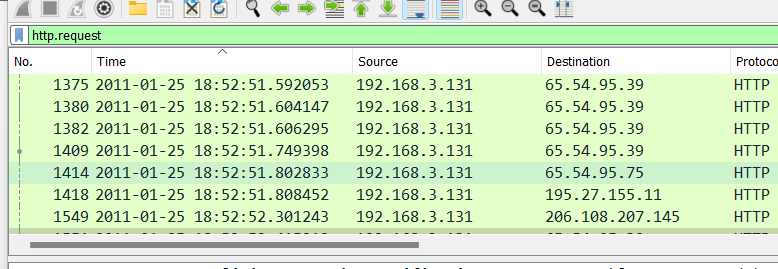 http.request
No. Time Source Destination Protoco
1375 2011-01-25 18:52:51.592053 192.168.3.131 65.54.95.39 HTTP
1380 2011-01-25 18:52:51.604147 192.168.3.131 65.54.95.39 HTTP
1382 2011-01-25 18:52:51.606295 192.168.3.131 65.54.95.39 HTTP
1409 2011-01-25 18:52:51.749398 192.168.3.131 65.54.95.39 HTTP
1414 2011-01-25 18:52:51.802833 192.168.3.131 65.54.95.75 HTTP
1418 2011-01-25 18:52:51.808452 192.168.3.131 195.27.155.11 HTTP
1549 2011-01-25 18:52:52.301243 192.168.3.131 206.108.207.145 HTTP